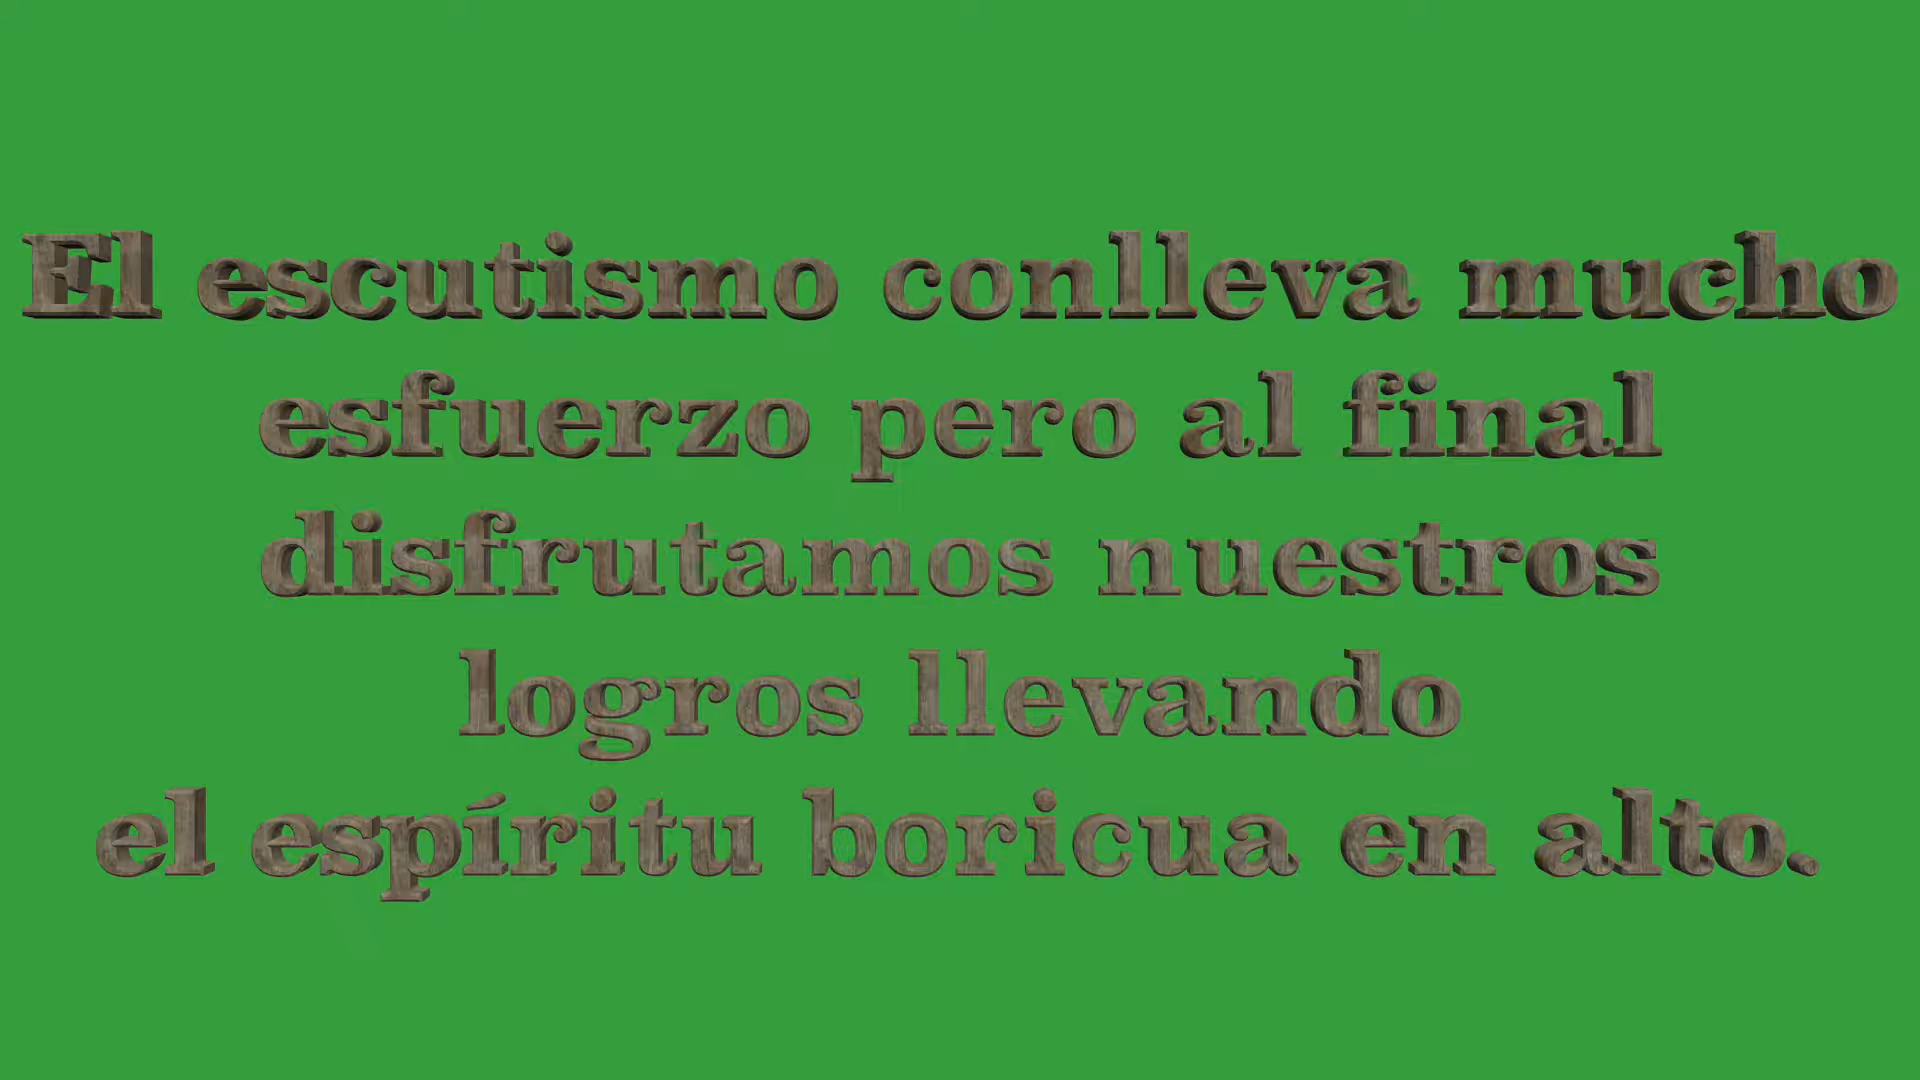 El escutismo conlleva mucho
esfuerzo pero al final
disfrutamos nuestros
logros llevando
el espíritu boricua en alto.